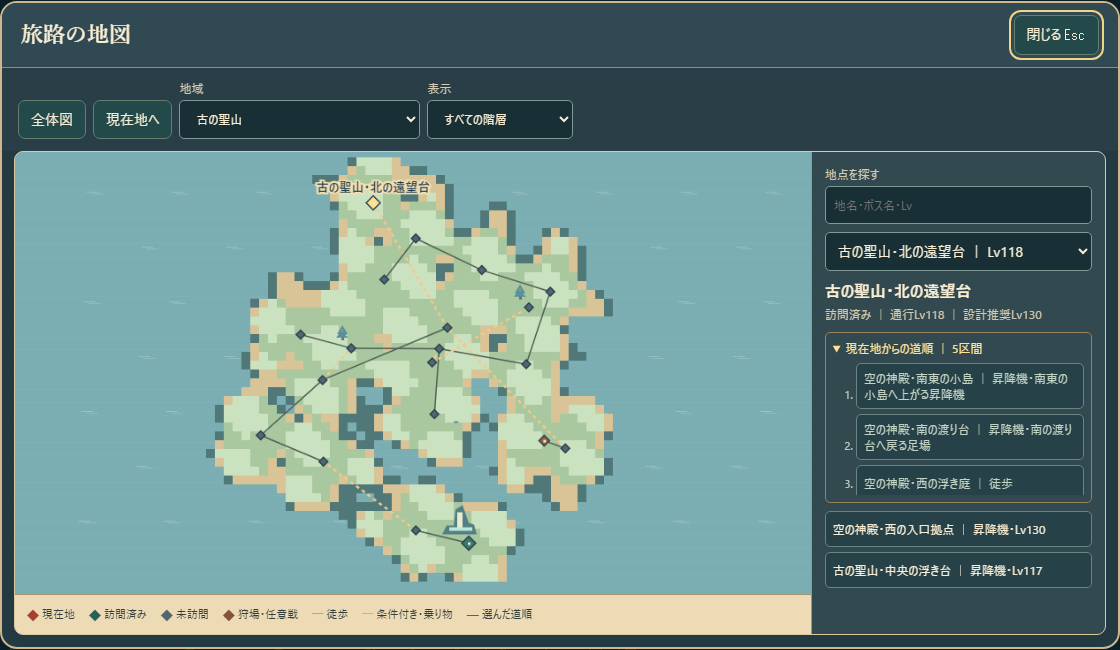 旅路の地図
閉じる Esc
地域
表示
全体図
現在地へ
古の聖山
すべての階層
古の聖山・北の遠望台
地点を探す
地名・ボス名・Lv
古の聖山・北の遠望台 | Lv118
古の聖山・北の遠望台
訪問済み | 通行Lv118 | 設計推奨Lv130
▼ 現在地からの道順 | 5区間
1. 空の神殿・南東の小島 | 昇降機・南東の
小島へ上がる昇降機
2. 空の神殿・南の渡り台 | 昇降機・南の渡り
台へ戻る足場
3. 空の神殿・西の浮き庭 | 徒歩
空の神殿・西の入口拠点 | 昇降機・Lv130
古の聖山・中央の浮き台 | 昇降機・Lv117
現在地 訪問済み 未訪問 狩場・任意戦 徒歩 条件付き・乗り物 選んだ道順